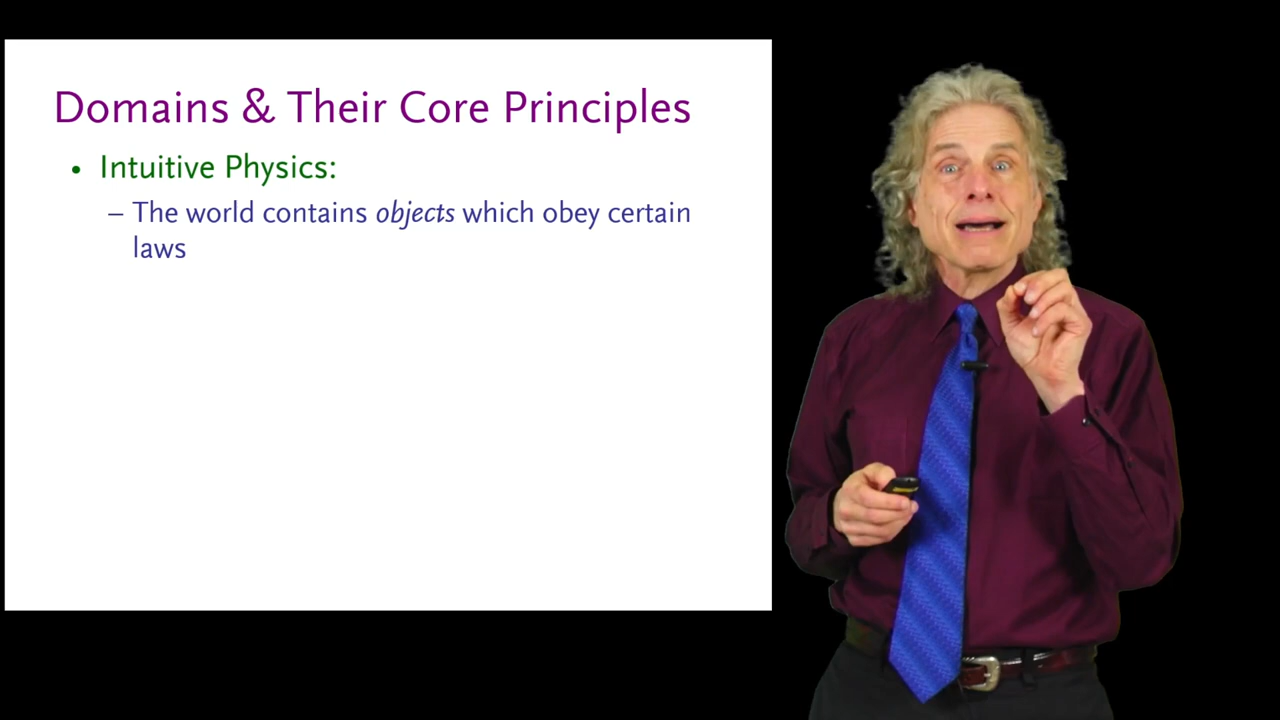 Domains & Their Core Principles
• Intuitive Physics:
– The world contains objects which obey certain
laws